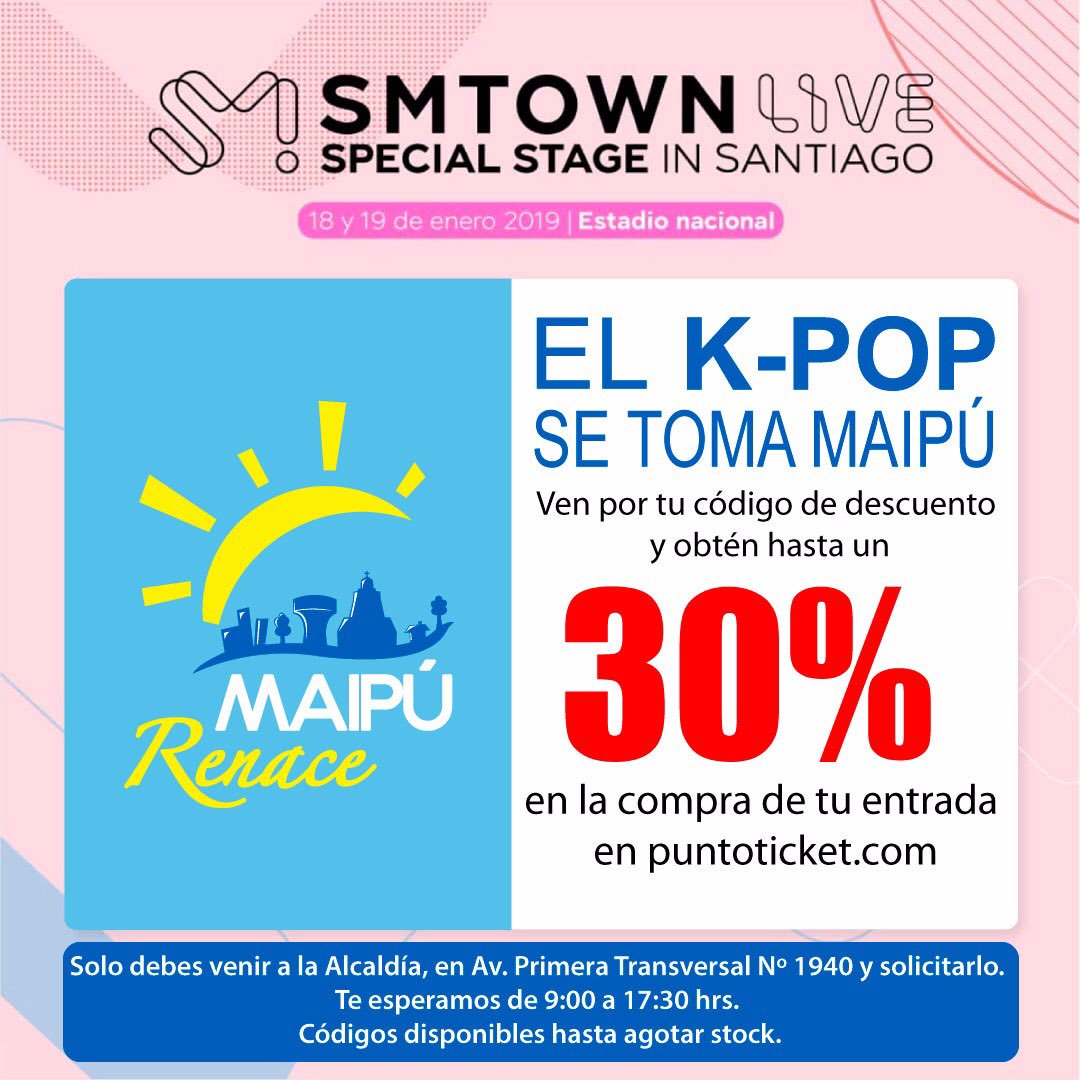 SM!
SMTOWN LIVE
SPECIAL STAGE IN SANTIAGO
18 y 19 de enero 2019 | Estadio nacional
MAIPÚ
Renace
EL K-POP
SE TOMA MAIPÚ
Ven por tu código de descuento
y obtén hasta un
30%
en la compra de tu entrada
en puntoticket.com
Solo debes venir a la Alcaldía, en Av. Primera Transversal Nº 1940 y solicitarlo.
Te esperamos de 9:00 a 17:30 hrs.
Códigos disponibles hasta agotar stock.